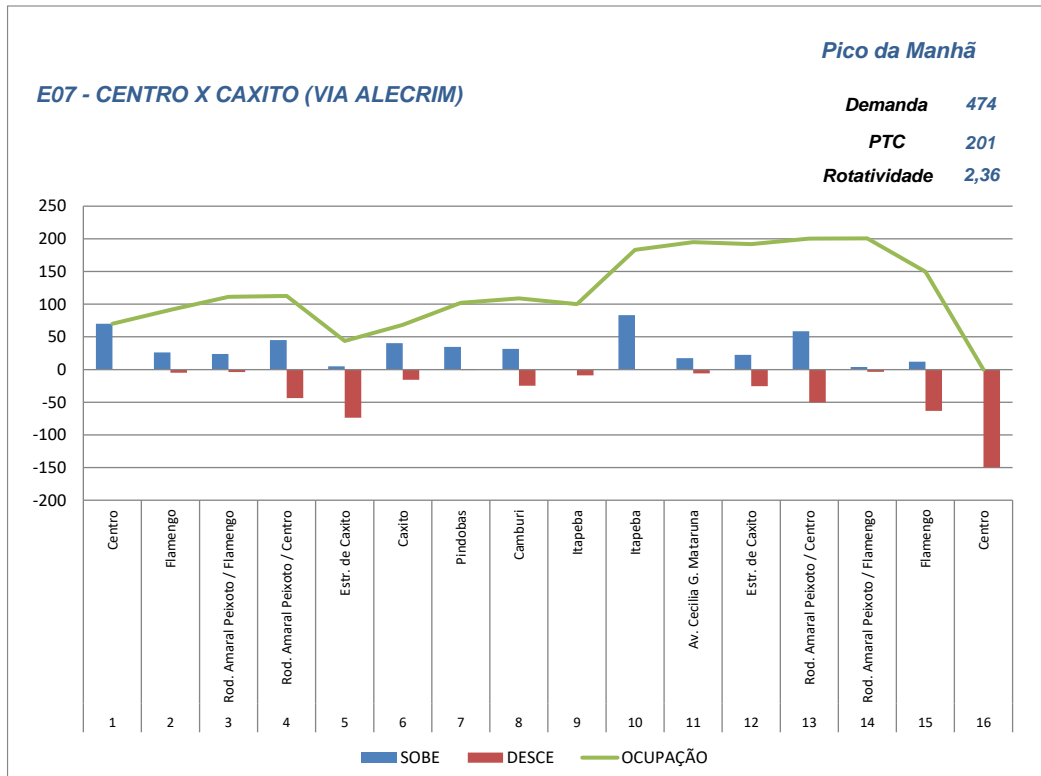 Pico da Manhã
E07 - CENTRO X CAXITO (VIA ALECRIM)
Demanda 474
PTC 201
Rotatividade 2,36
250
200
150
100
50
0
-50
-100
-150
-200
Centro
Flamengo
Rod. Amaral Peixoto / Flamengo
Rod. Amaral Peixoto / Centro
Estr. de Caxito
Caxito
Pindobas
Camburi
Itapeba
Itapeba
Av. Cecilia G. Mataruna
Estr. de Caxito
Rod. Amaral Peixoto / Centro
Rod. Amaral Peixoto / Flamengo
Flamengo
Centro
1 2 3 4 5 6 7 8 9 10 11 12 13 14 15 16
SOBE DESCE OCUPAÇÃO